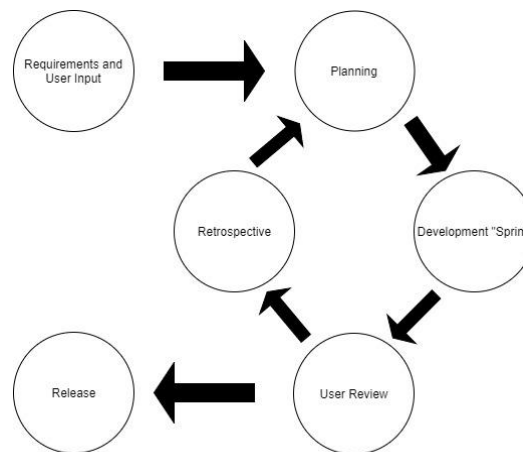 Requirements and
User Input
Planning
Retrospective
Development "Sprin
User Review
Release